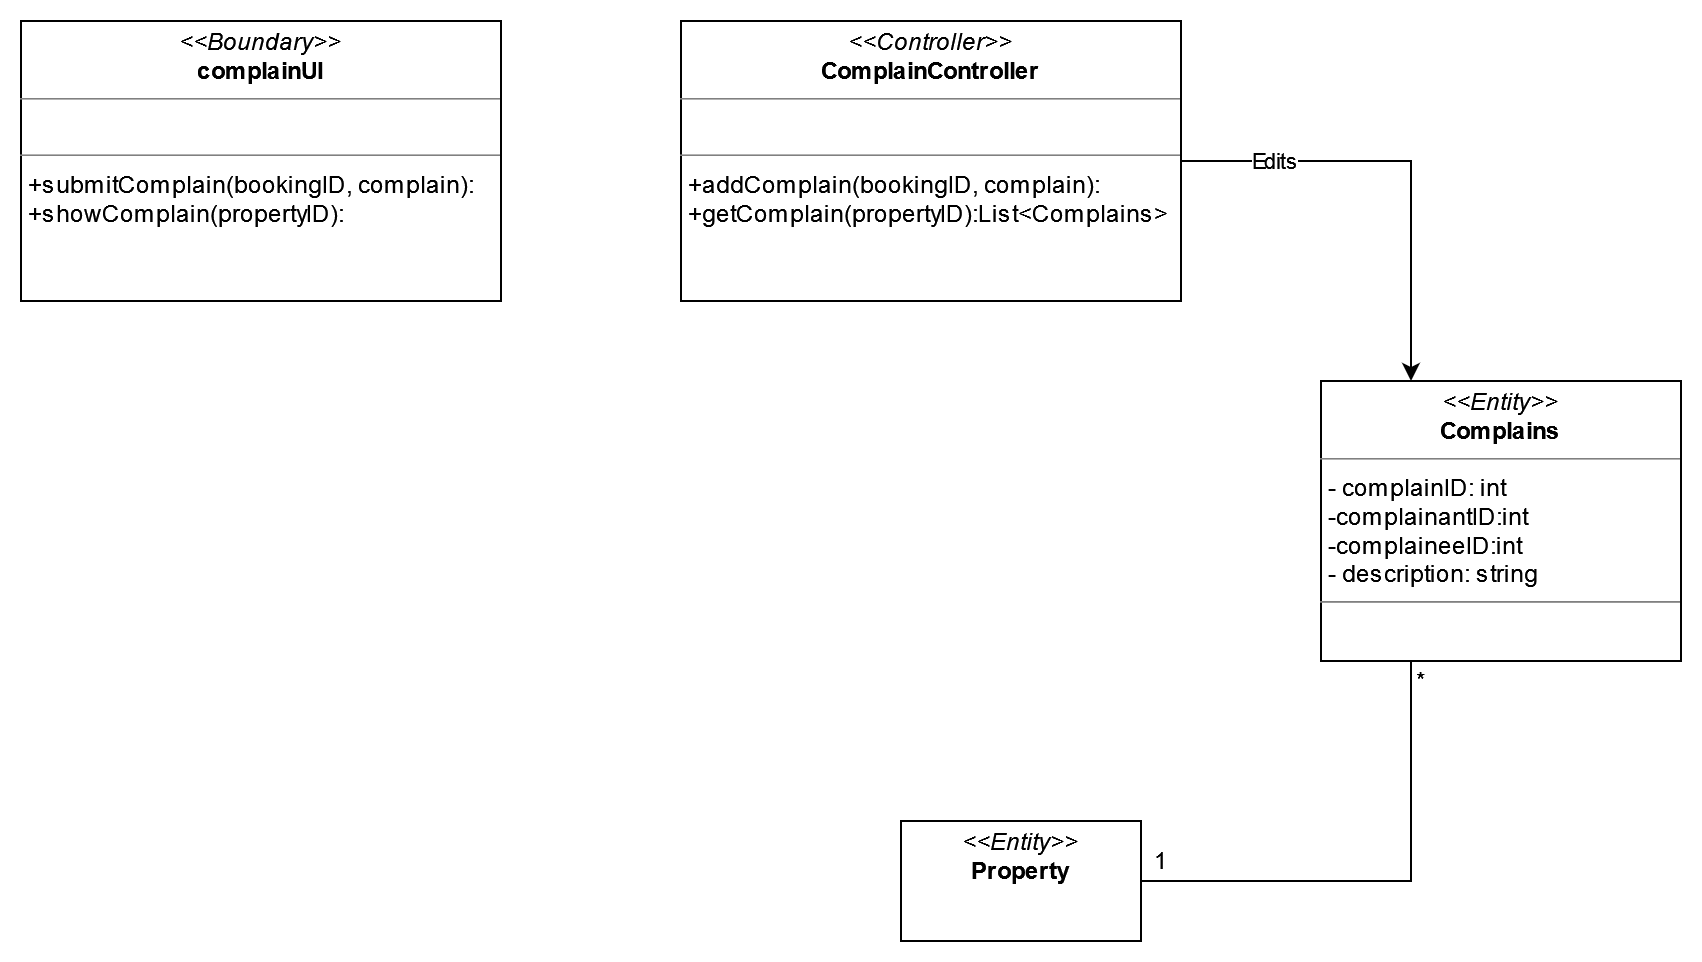 <<Boundary>>
complainUI
+submitComplain(bookingID, complain):
+showComplain(propertyID):
<<Controller>>
ComplainController
+addComplain(bookingID, complain):
+getComplain(propertyID):List<Complains>
Edits
<<Entity>>
Complains
- complainID: int
-complainantID:int
-complaineeID:int
- description: string
*
<<Entity>>
Property
1